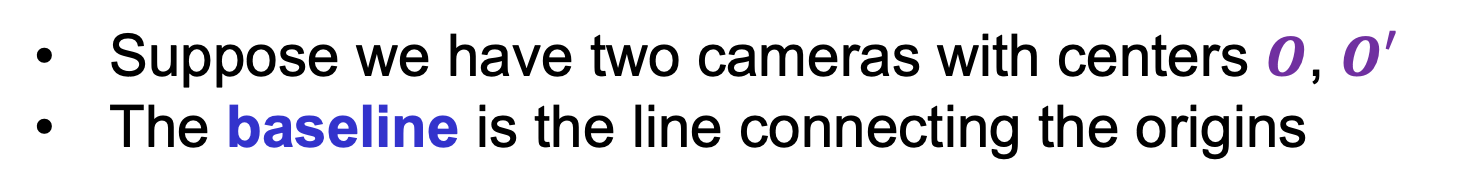 • Suppose we have two cameras with centers O, O′
• The baseline is the line connecting the origins